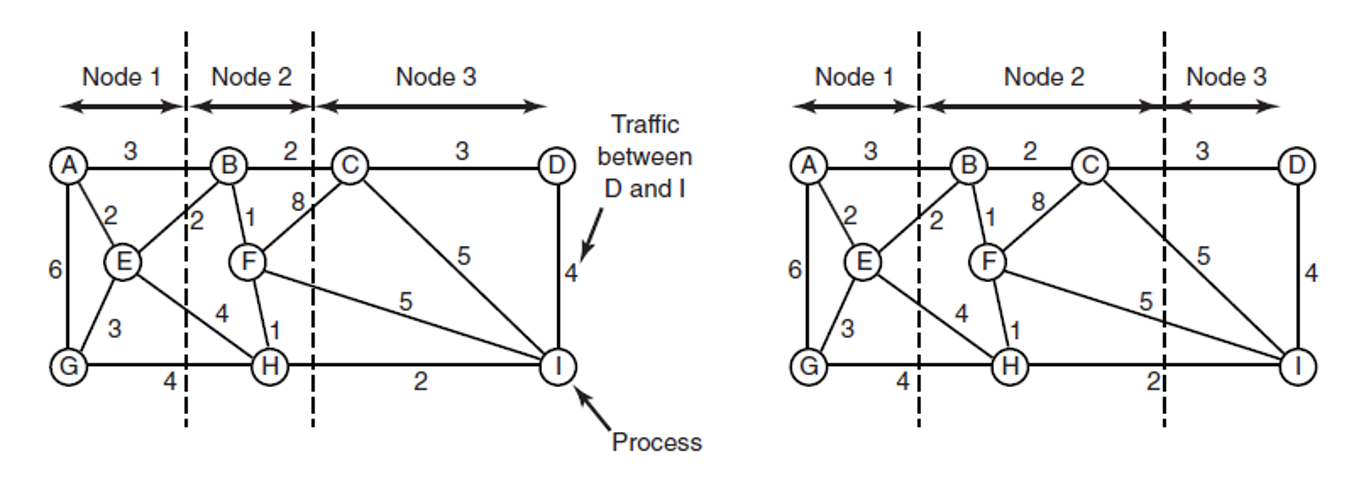 Node 1 Node 2 Node 3
Traffic
between
D and I
A 3 B 2 C 3 D
2 2 1 8
E F 5 4
6
5
3 4 1
G 4 H 2 I
Process
Node 1 Node 2 Node 3
A 3 B 2 C 3 D
2 2 1 8
E F 5 4
6
5
3 4 1
G 4 H 2 I